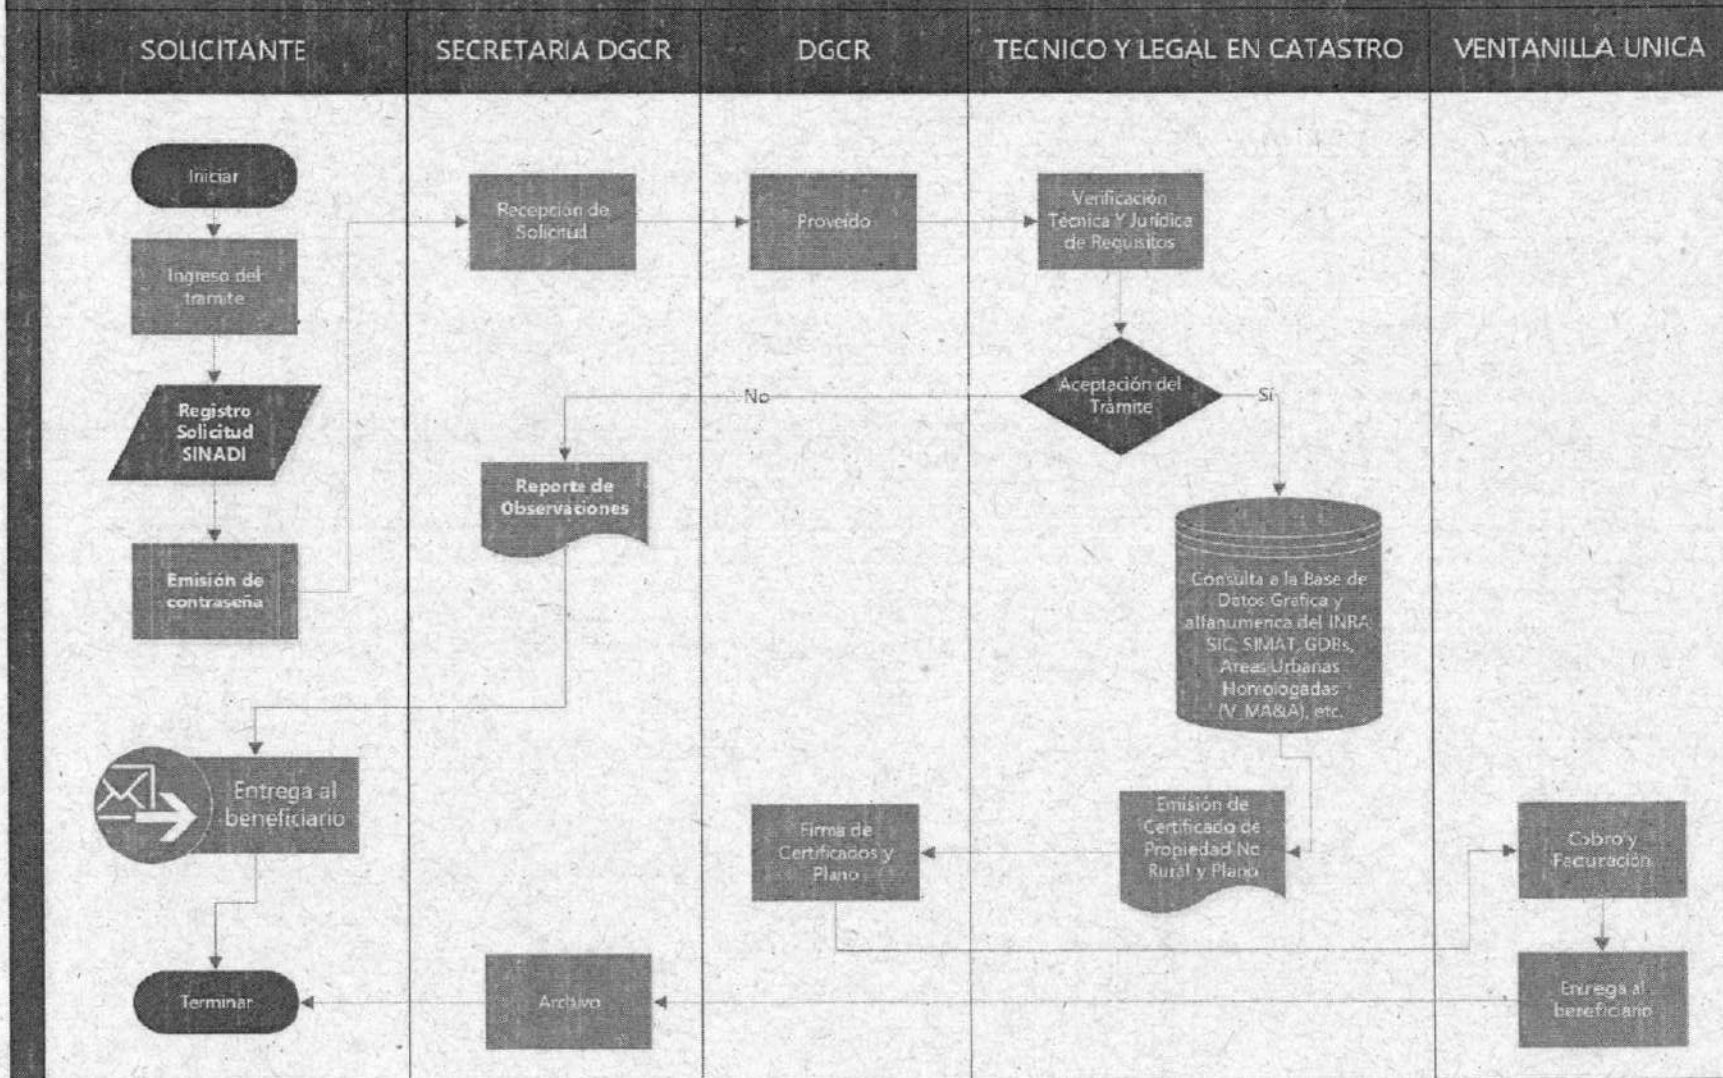 SOLICITANTE
SECRETARIA DGCR
DGCR
TECNICO Y LEGAL EN CATASTRO
VENTANILLA UNICA
Iniciar
Ingreso del
tramite
Registro
Solicitud
SINADI
Emisión de
contraseña
Recepción de
Solicitud
Proveído
Verificación
Técnica Y Jurídica
de Requisitos
Aceptación del
Trámite
No
Sí
Reporte de
Observaciones
Consulta a la Base de
Datos Grafica y
alfanumerica del INRA
SIC, SIMAT, GDBs,
Areas Urbanas
Homologadas
(V_MA&A), etc.
Entrega al
beneficiario
Firma de
Certificados y
Plano
Emisión de
Certificado de
Propiedad No
Rural y Plano
Cobro y
Facturación
Terminar
Archivo
Entrega al
beneficiario